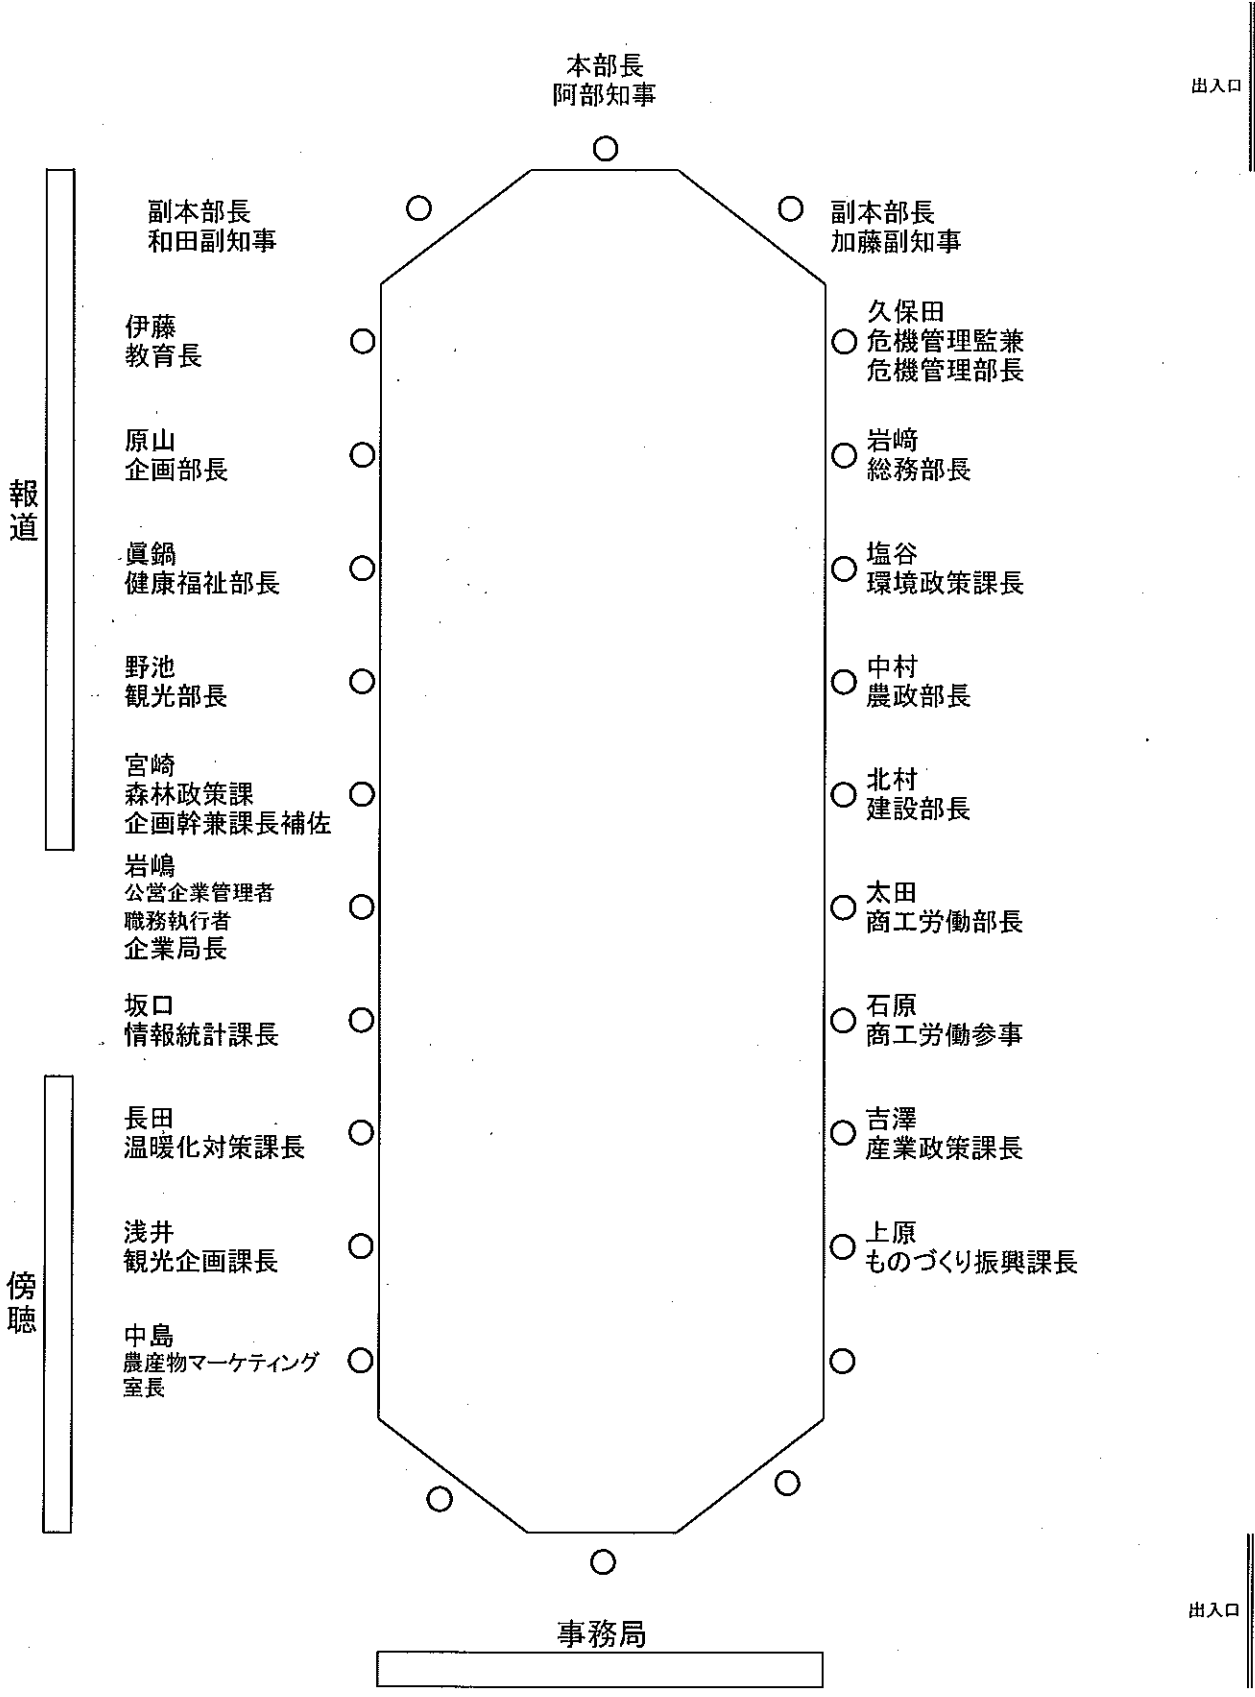 本部長
阿部知事
出入口
副本部長
和田副知事
副本部長
加藤副知事
伊藤
教育長
久保田
危機管理監兼
危機管理部長
原山
企画部長
岩﨑
総務部長
報道
眞鍋
健康福祉部長
塩谷
環境政策課長
野池
観光部長
中村
農政部長
宮崎
森林政策課
企画幹兼課長補佐
北村
建設部長
岩嶋
公営企業管理者
職務執行者
企業局長
太田
商工労働部長
坂口
情報統計課長
石原
商工労働参事
長田
温暖化対策課長
吉澤
産業政策課長
浅井
観光企画課長
上原
ものづくり振興課長
傍聴
中島
農産物マーケティング
室長
事務局
出入口